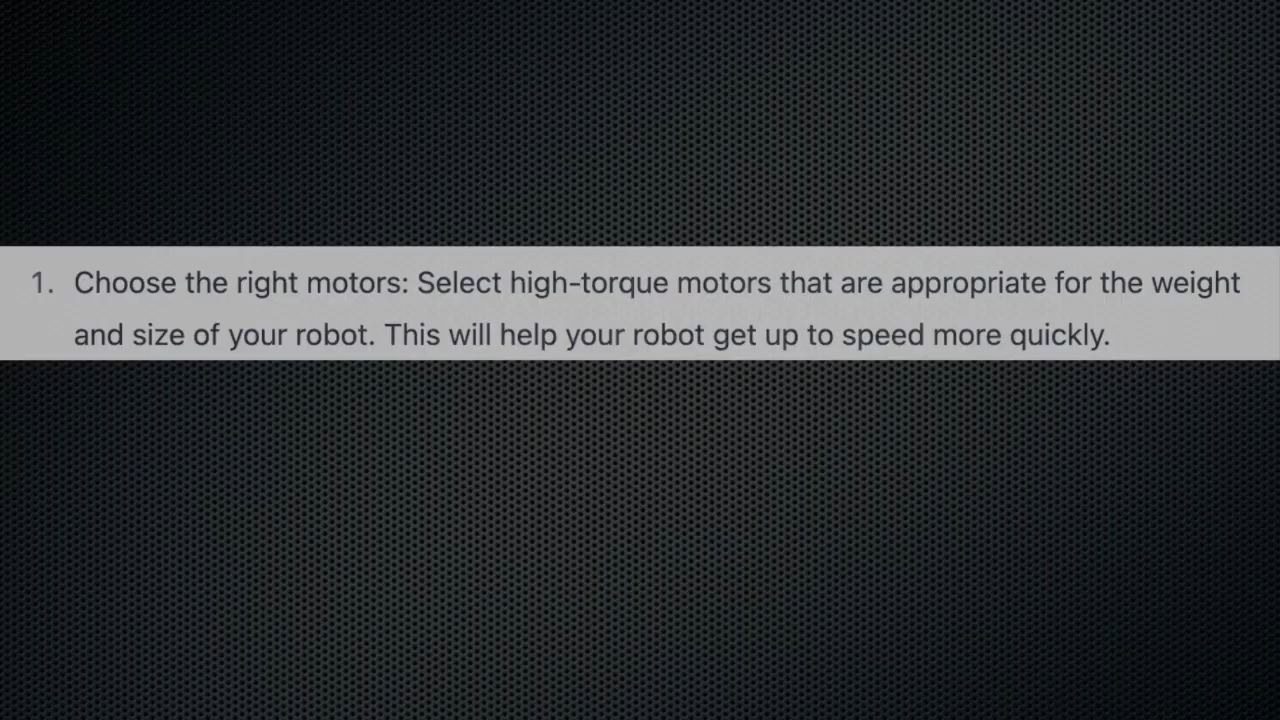 1. Choose the right motors: Select high-torque motors that are appropriate for the weight
and size of your robot. This will help your robot get up to speed more quickly.